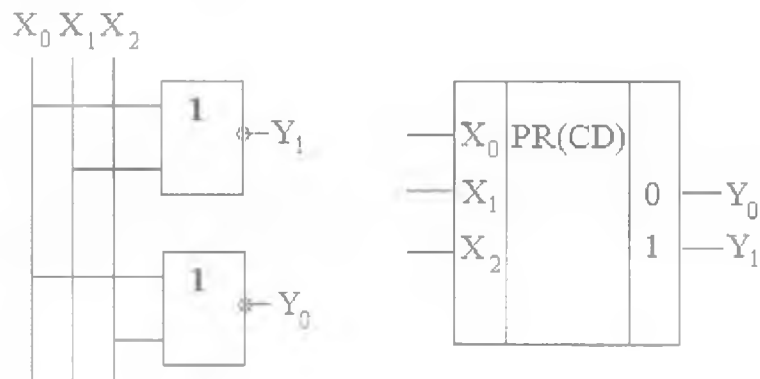 X₀ X₁ X₂
1
Y₁
1
Y₀
X₀ PR(CD)
X₁ 0 Y₀
X₂ 1 Y₁